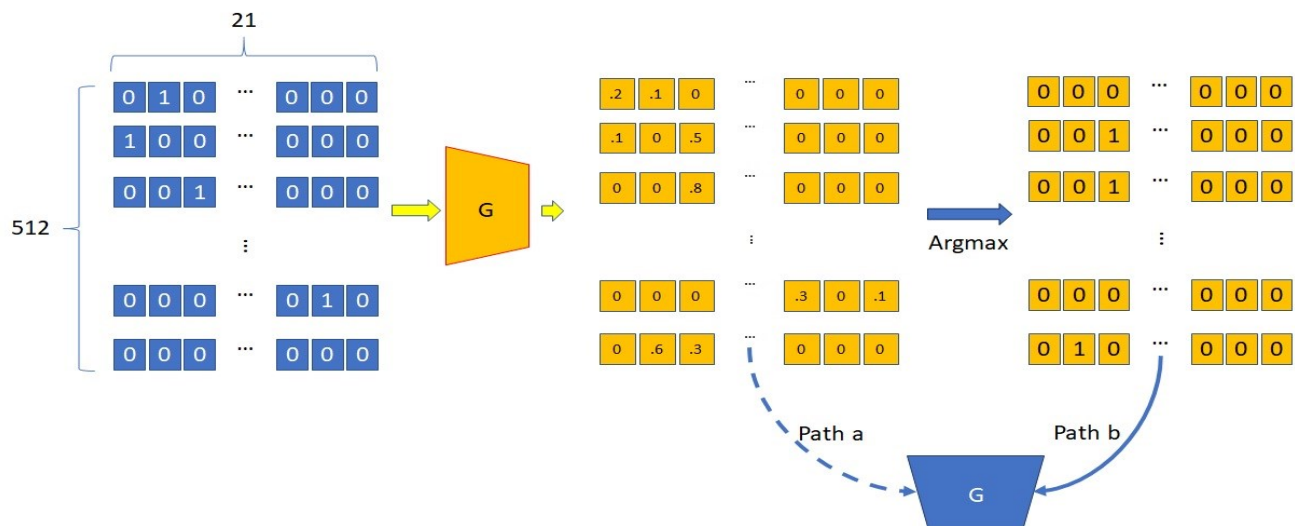 21
512
0 1 0 ... 0 0 0
1 0 0 ... 0 0 0
0 0 1 ... 0 0 0
...
0 0 0 ... 0 1 0
0 0 0 ... 0 0 0
G
.2 .1 0 ... 0 0 0
.1 0 .5 ... 0 0 0
0 0 .8 ... 0 0 0
...
0 0 0 ... .3 0 .1
0 .6 .3 ... 0 0 0
Argmax
0 0 0 ... 0 0 0
0 0 1 ... 0 0 0
0 0 1 ... 0 0 0
...
0 0 0 ... 0 0 0
0 1 0 ... 0 0 0
Path a
Path b
G